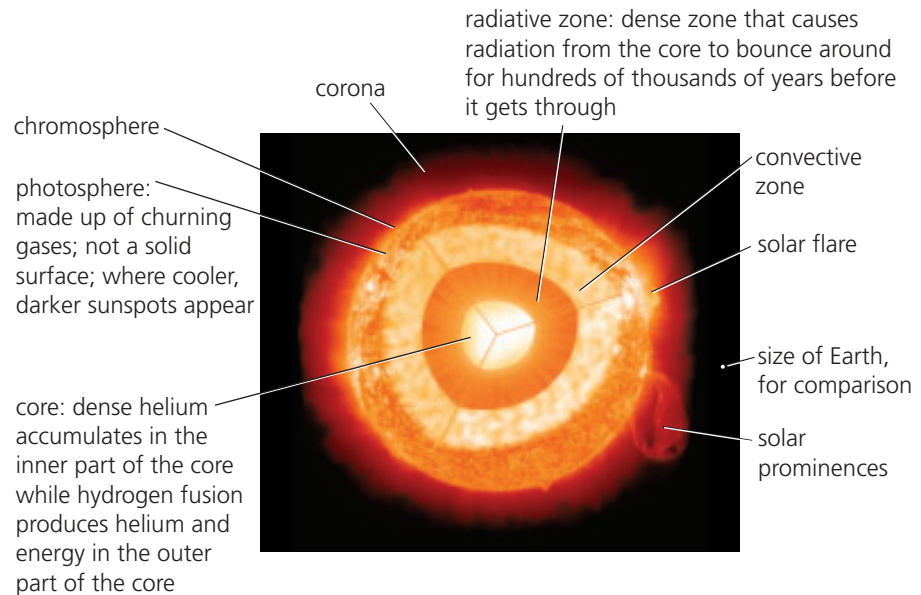 radiative zone: dense zone that causes
radiation from the core to bounce around
for hundreds of thousands of years before
it gets through
corona
chromosphere
convective
zone
photosphere:
made up of churning
gases; not a solid
surface; where cooler,
darker sunspots appear
solar flare
size of Earth,
for comparison
core: dense helium
accumulates in the
inner part of the core
while hydrogen fusion
produces helium and
energy in the outer
part of the core
solar
prominences